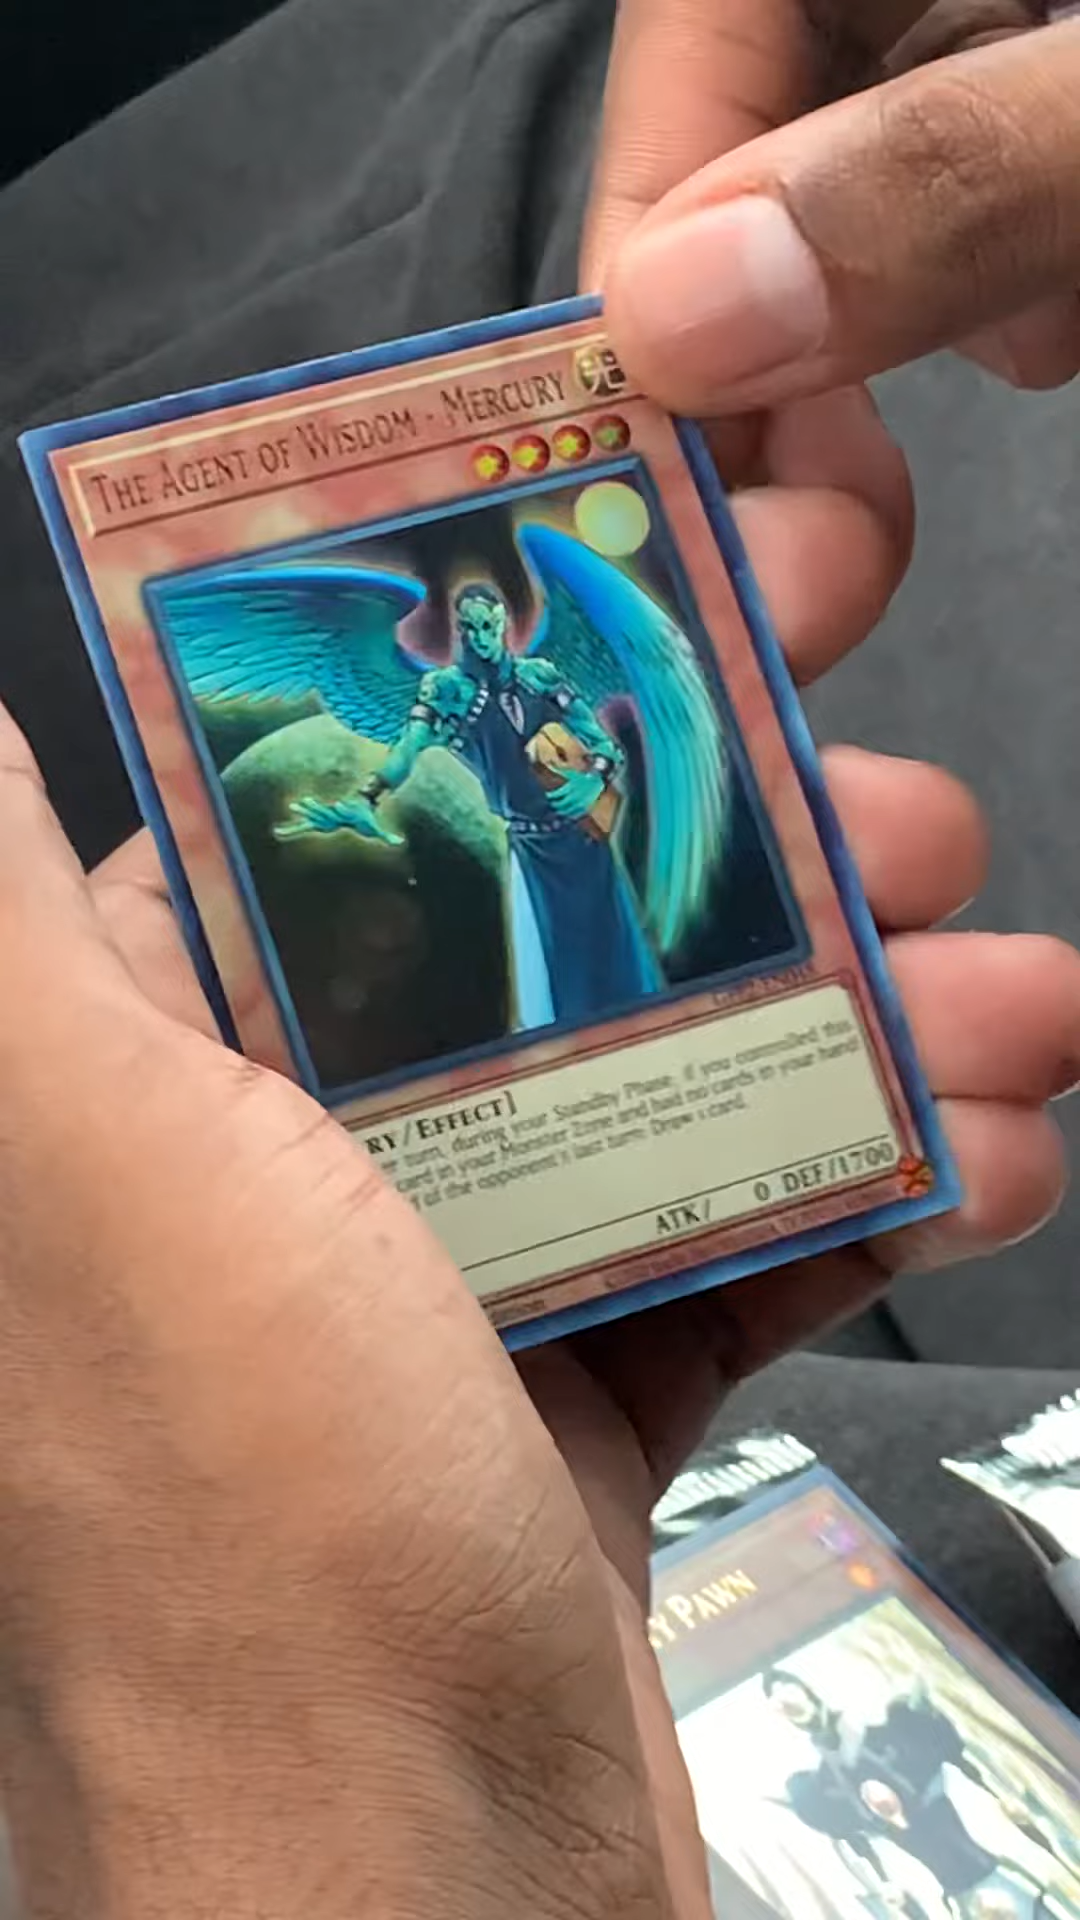 THE AGENT OF WISDOM - MERCURY 光
RY/EFFECT]
er turn, during your Standby Phase, if you controlled this
card in your Monster Zone and had no cards in your hand
of the opponent's last turn: Draw 1 card.
ATK/ 0 DEF/1700
PAWN